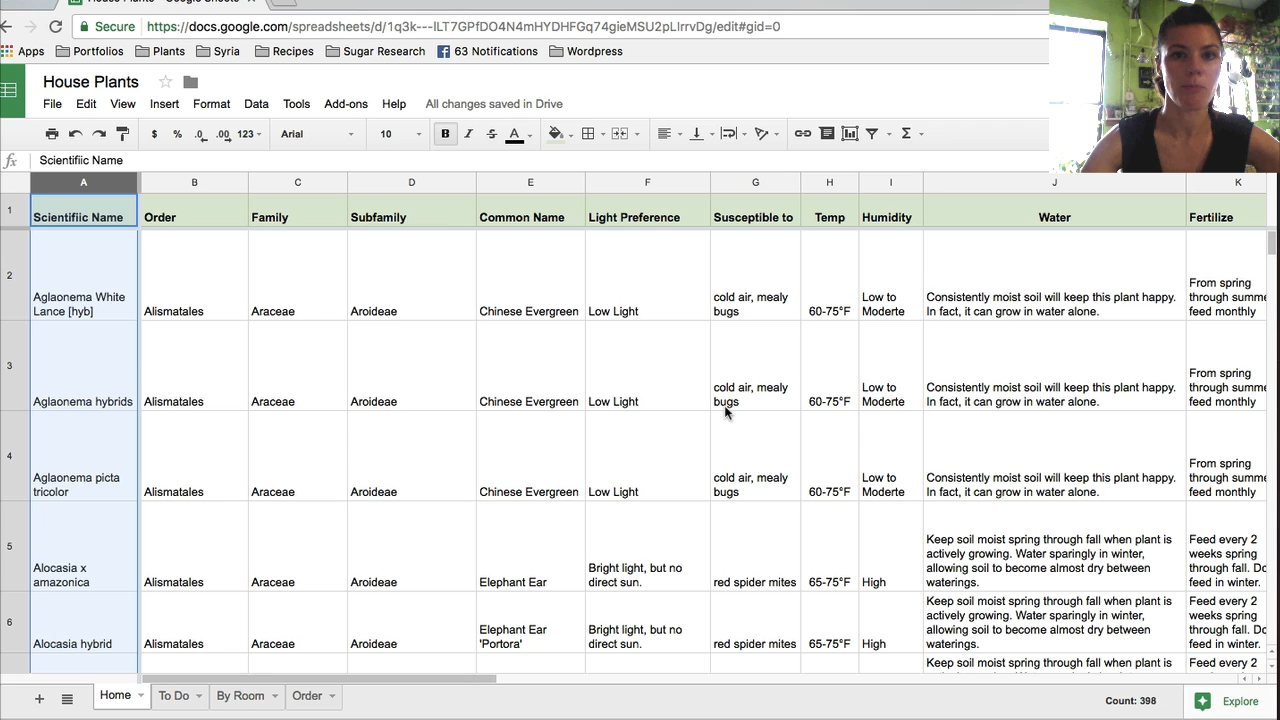 Secure https://docs.google.com/spreadsheets/d/1q3k---ILT7GPfDO4N4mHYDHFGq74gieMSU2pLIrrvDg/edit#gid=0
Apps Portfolios Plants Syria Recipes Sugar Research 63 Notifications Wordpress
House Plants
File Edit View Insert Format Data Tools Add-ons Help All changes saved in Drive
$ % .0 .00 123 Arial 10 B I S A Σ
fx Scientifiic Name
A B C D E F G H I J K
1 Scientifiic Name Order Family Subfamily Common Name Light Preference Susceptible to Temp Humidity Water Fertilize
2
Aglaonema White
Lance [hyb] Alismatales Araceae Aroideae Chinese Evergreen Low Light
cold air, mealy
bugs 60-75°F
Low to
Moderte
Consistently moist soil will keep this plant happy.
In fact, it can grow in water alone.
From spring
through summe
feed monthly
3
Aglaonema hybrids Alismatales Araceae Aroideae Chinese Evergreen Low Light
cold air, mealy
bugs 60-75°F
Low to
Moderte
Consistently moist soil will keep this plant happy.
In fact, it can grow in water alone.
From spring
through summe
feed monthly
4
Aglaonema picta
tricolor Alismatales Araceae Aroideae Chinese Evergreen Low Light
cold air, mealy
bugs 60-75°F
Low to
Moderte
Consistently moist soil will keep this plant happy.
In fact, it can grow in water alone.
From spring
through summe
feed monthly
5
Alocasia x
amazonica Alismatales Araceae Aroideae Elephant Ear
Bright light, but no
direct sun. red spider mites 65-75°F High
Keep soil moist spring through fall when plant is
actively growing. Water sparingly in winter,
allowing soil to become almost dry between
waterings.
Feed every 2
weeks spring
through fall. Do
feed in winter.
6
Alocasia hybrid Alismatales Araceae Aroideae
Elephant Ear
'Portora'
Bright light, but no
direct sun. red spider mites 65-75°F High
Keep soil moist spring through fall when plant is
actively growing. Water sparingly in winter,
allowing soil to become almost dry between
waterings.
Feed every 2
weeks spring
through fall. Do
feed in winter.
Keep soil moist spring through fall when plant is Feed every 2
Home To Do By Room Order Count: 398 Explore